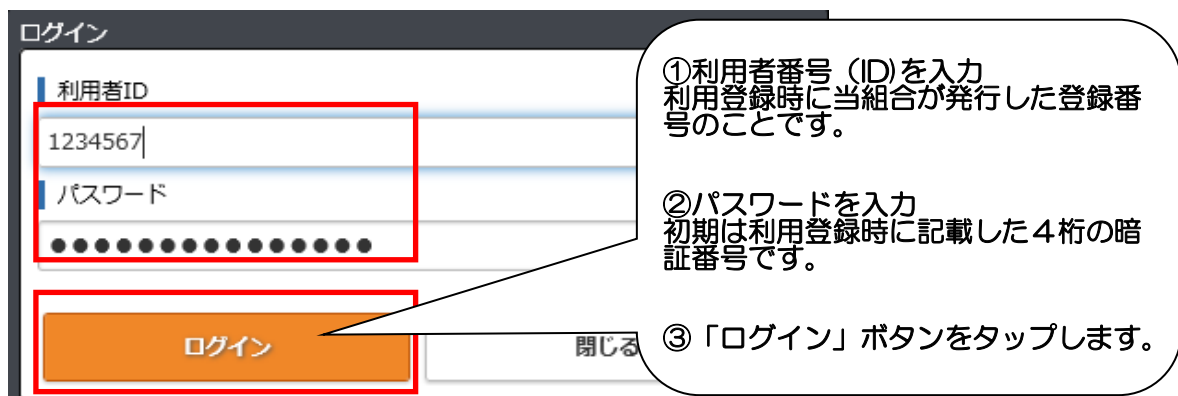 ログイン
利用者ID
1234567
パスワード
●●●●●●●●●●●●●●●
ログイン
閉じる
①利用者番号（ID)を入力
利用登録時に当組合が発行した登録番
号のことです。
②パスワードを入力
初期は利用登録時に記載した４桁の暗
証番号です。
③「ログイン」ボタンをタップします。